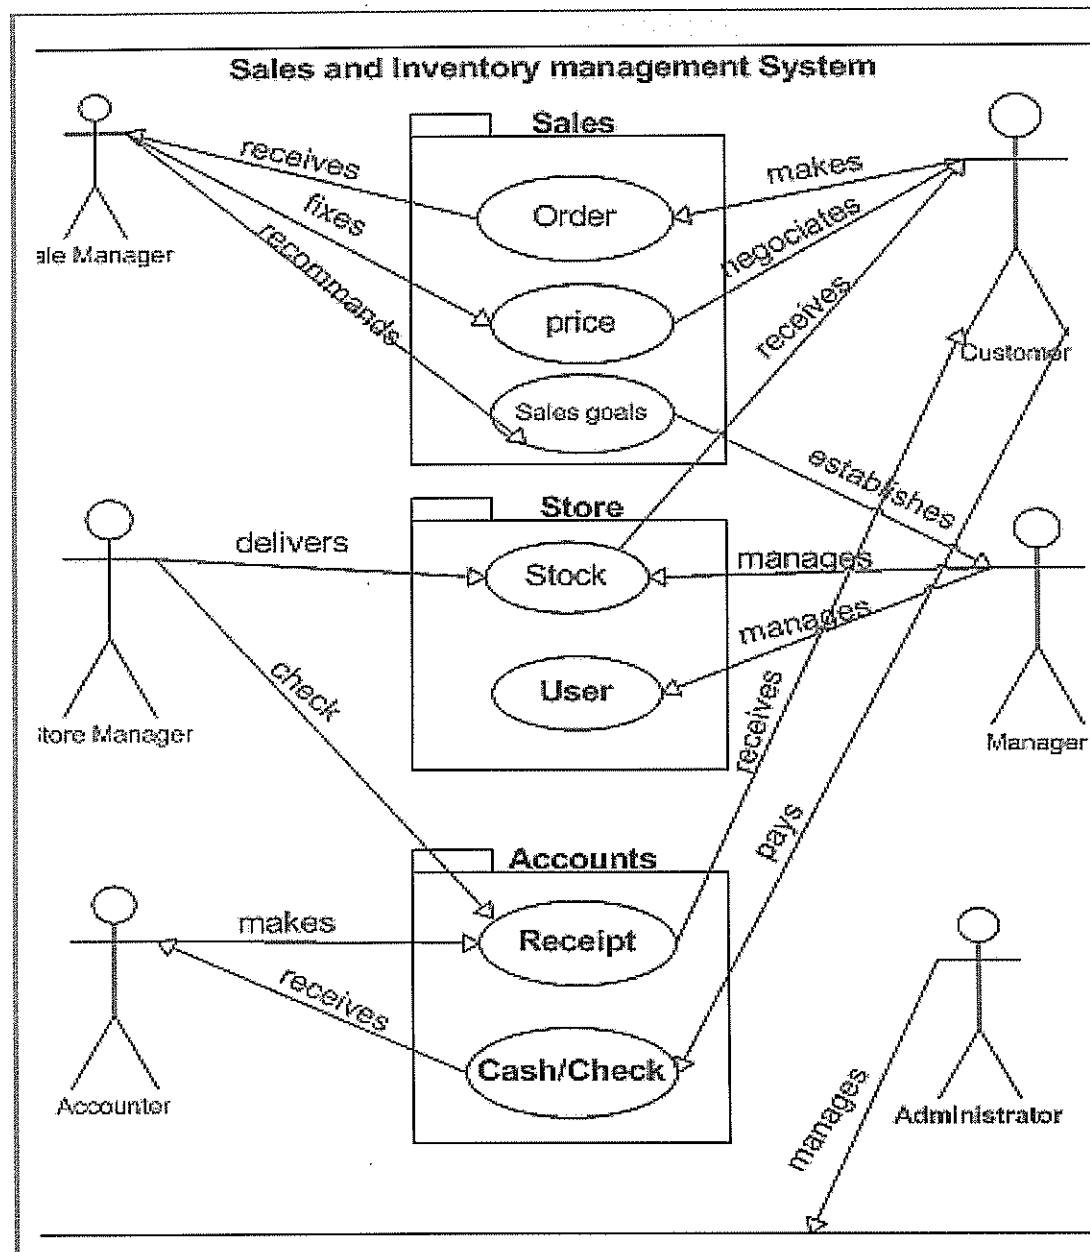 Sales and Inventory management System
Sales
receives
makes
Order
fixes
negociates
ale Manager
recommands
receives
price
Customer
Sales goals
establishes
Store
delivers
manages
Stock
manages
check
User
tore Manager
Manager
receives
pays
Accounts
makes
Receipt
receives
Cash/Check
Accounter
manages
Administrator